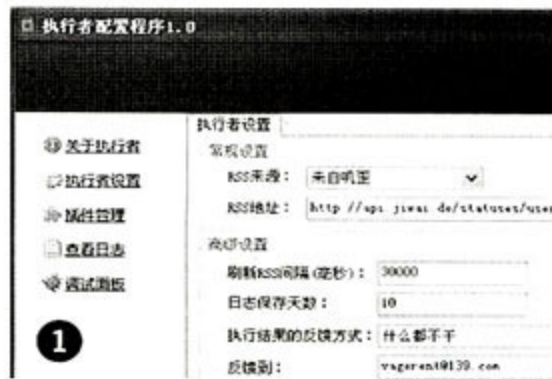 执行者配置程序1.0
执行者设置
关于执行者
执行者设置
插件管理
查看日志
调试面板
常规设置
RSS来源: 来自叽歪
RSS地址: http://api.jiwai.de/statuses/user
高级设置
刷新RSS间隔(毫秒): 30000
日志保存天数: 10
执行结果的反馈方式: 什么都不干
反馈到: vagerent@139.com
1